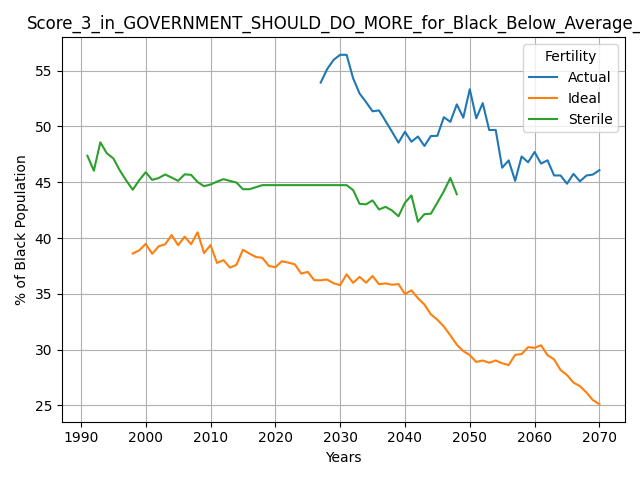 Score_3_in_GOVERNMENT_SHOULD_DO_MORE_for_Black_Below_Average_
Fertility
Actual
Ideal
Sterile
% of Black Population
55
50
45
40
35
30
25
1990 2000 2010 2020 2030 2040 2050 2060 2070
Years